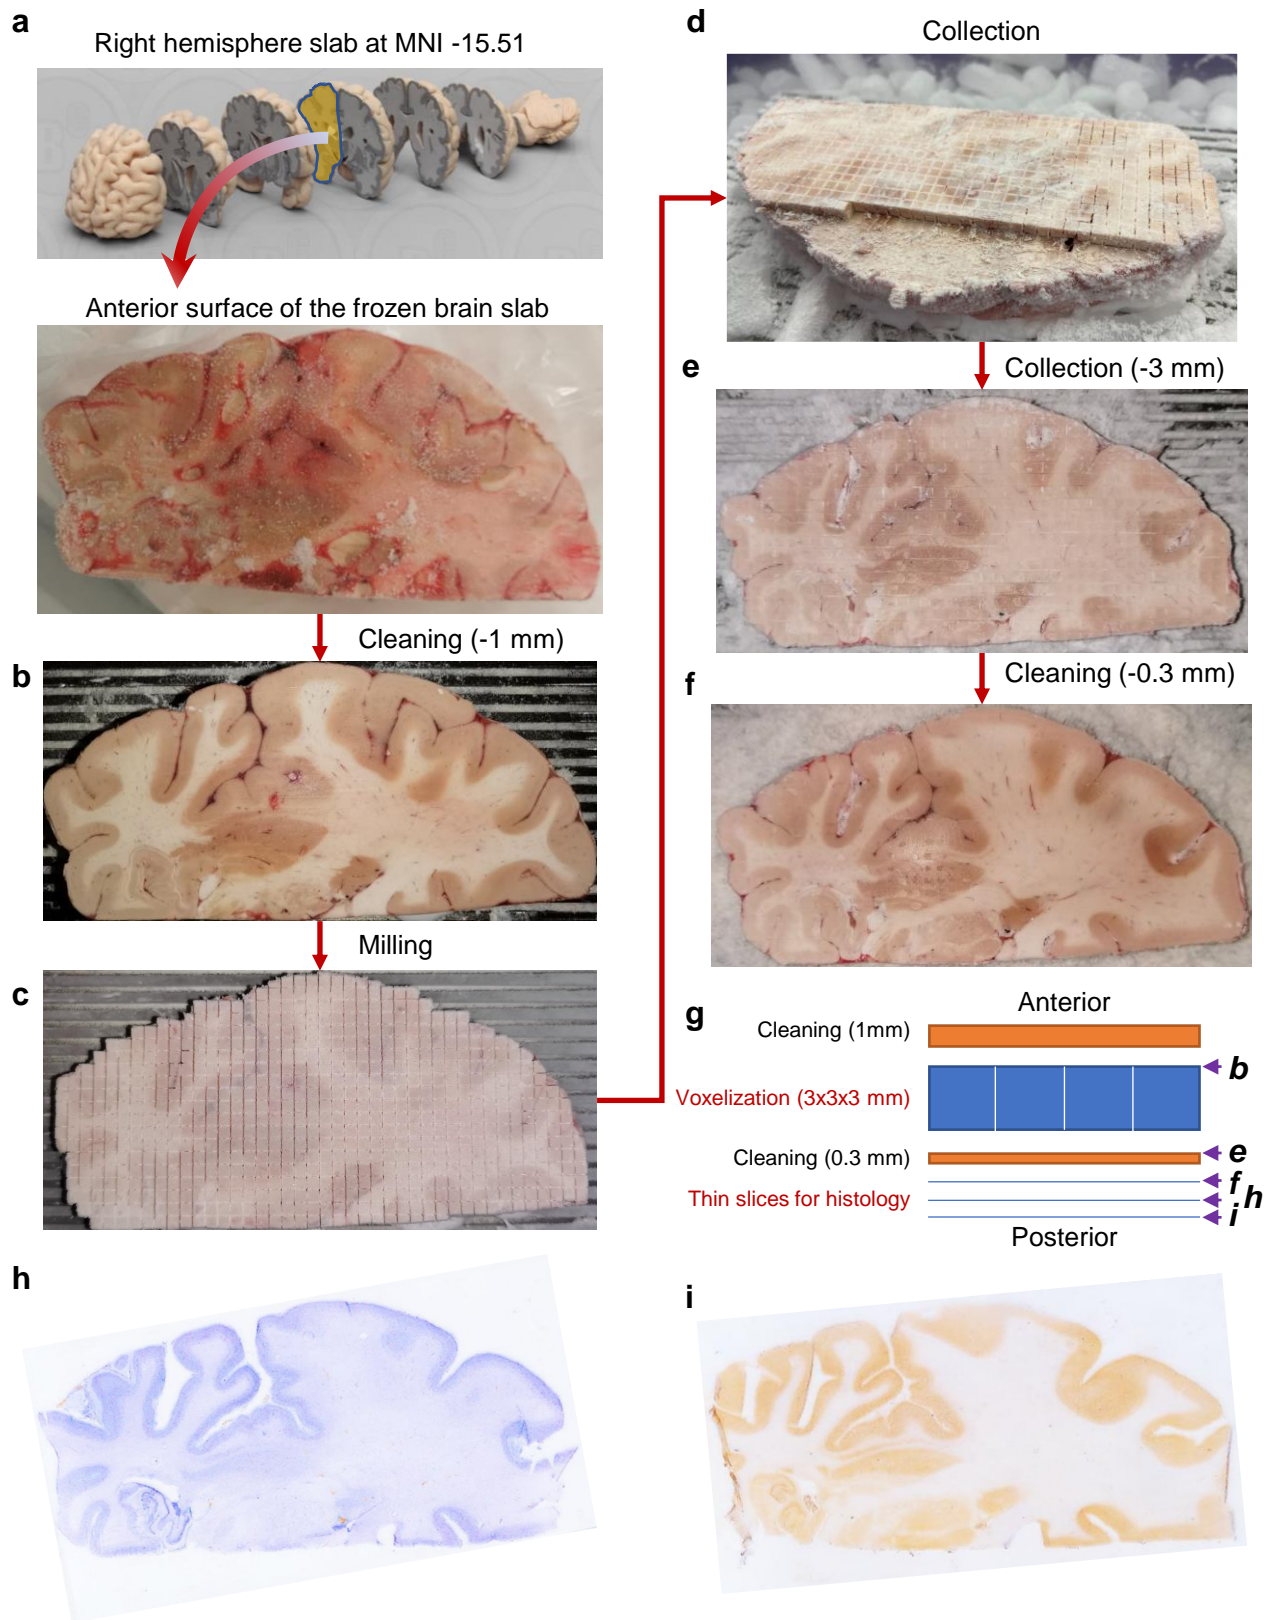 a
Right hemisphere slab at MNI -15.51
Anterior surface of the frozen brain slab
Cleaning (-1 mm)
b
Milling
c
d
Collection
e
Collection (-3 mm)
f
Cleaning (-0.3 mm)
g
Anterior
Cleaning (1mm)
b
Voxelization (3x3x3 mm)
Cleaning (0.3 mm)
e
f
Thin slices for histology
h
i
Posterior
h
i